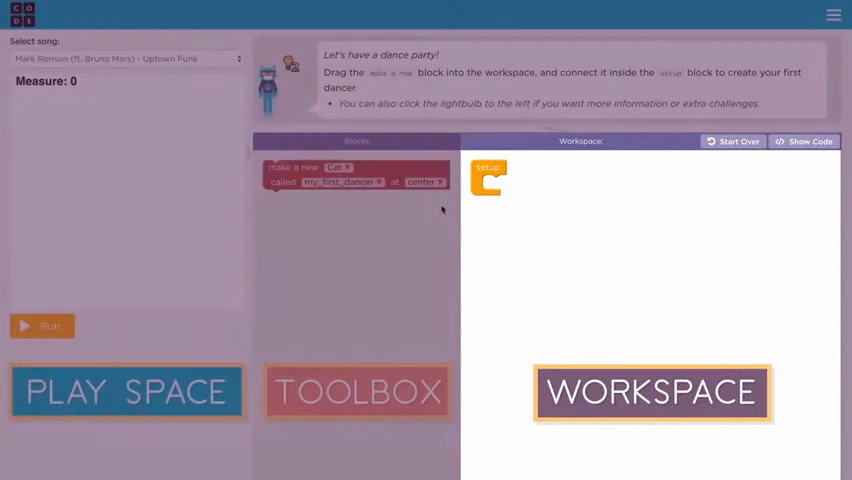 C O
D E
Select song:
Mark Ronson (ft. Bruno Mars) - Uptown Funk
Measure: 0
2
Let's have a dance party!
Drag the make a new block into the workspace, and connect it inside the setup block to create your first
dancer.
• You can also click the lightbulb to the left if you want more information or extra challenges.
Blocks
Workspace:
Start Over
</> Show Code
make a new Cat
called my_first_dancer at center
setup
Run
PLAY SPACE
TOOLBOX
WORKSPACE